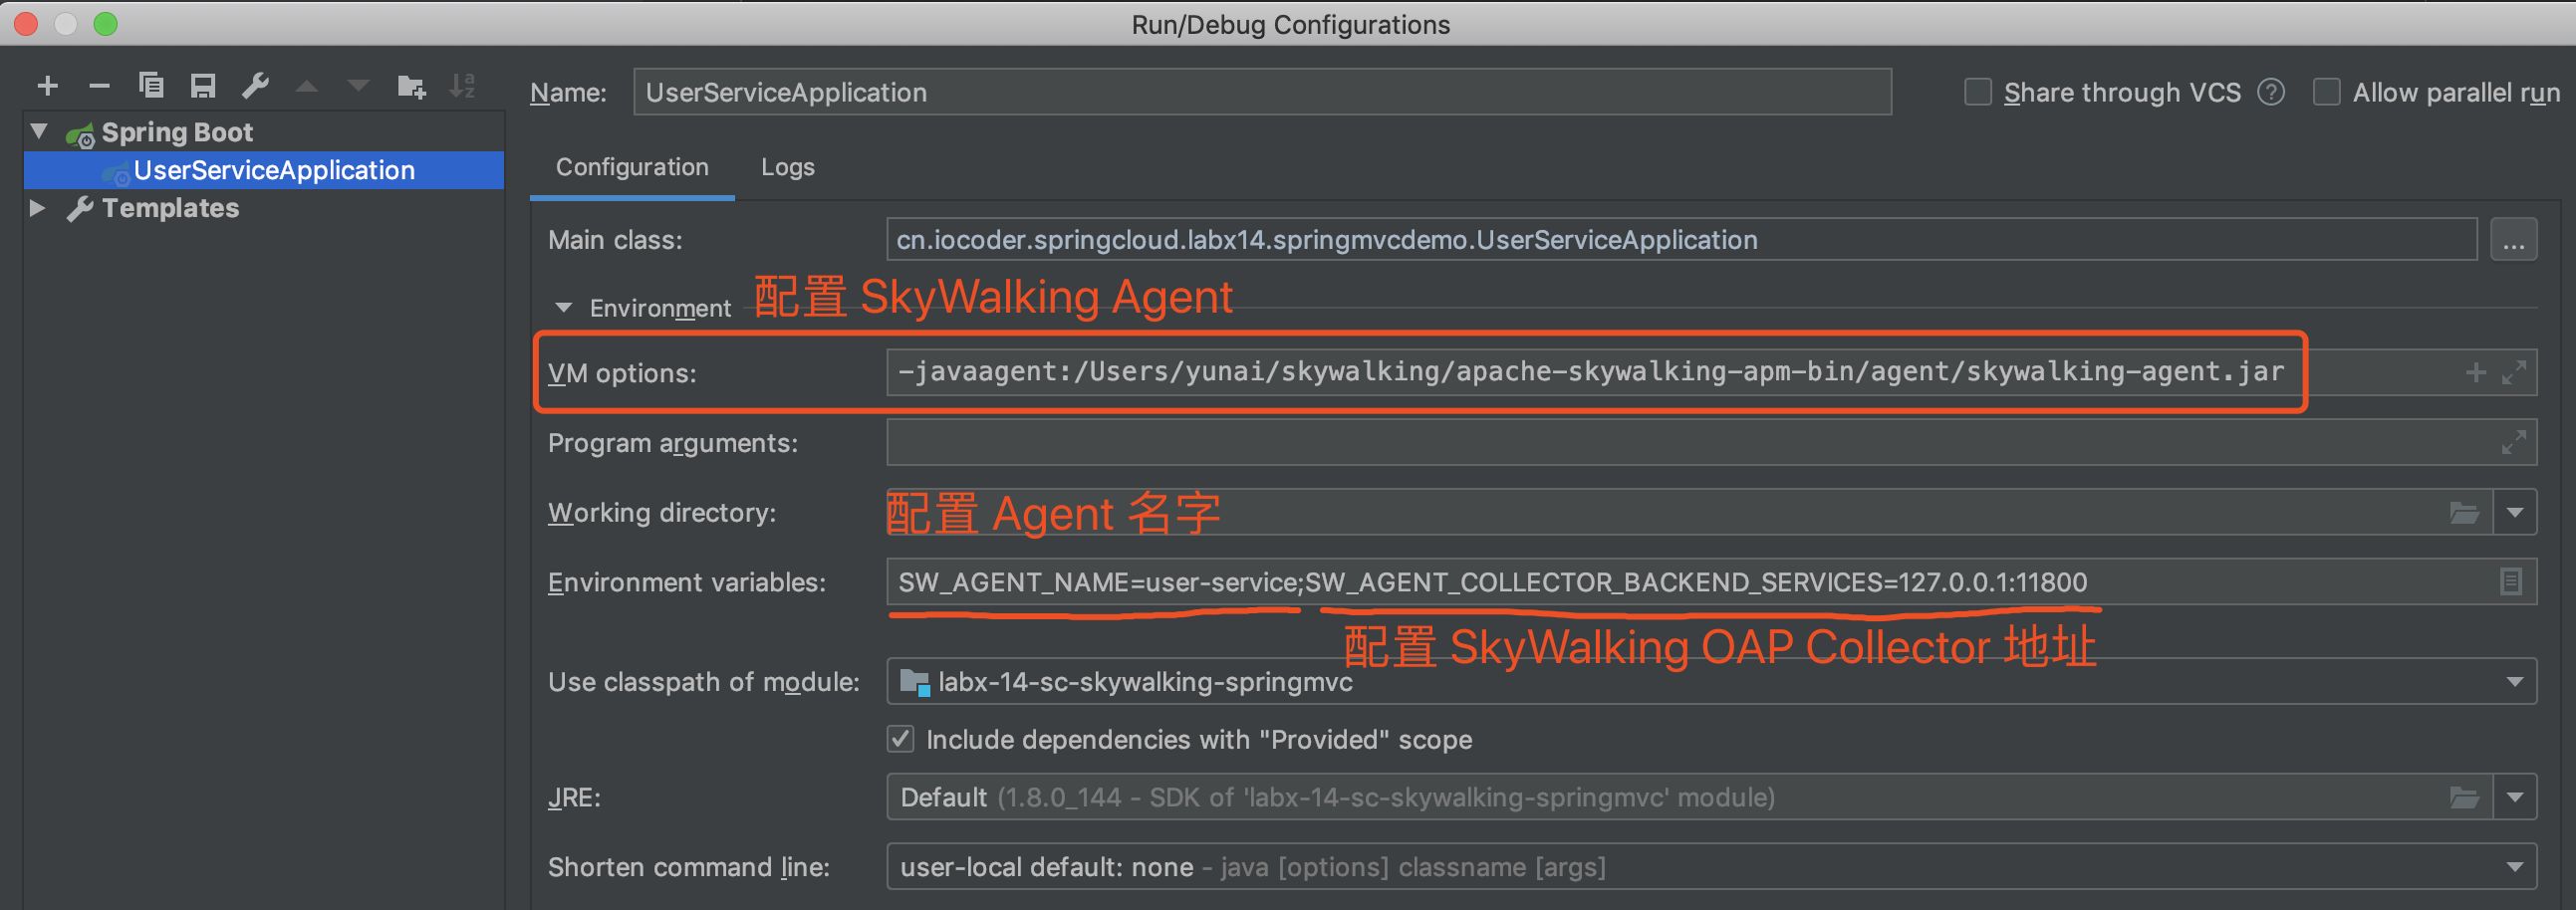 Run/Debug Configurations
Name: UserServiceApplication Share through VCS ? Allow parallel run
Spring Boot
UserServiceApplication
Templates
Configuration Logs
Main class: cn.iocoder.springcloud.labx14.springmvcdemo.UserServiceApplication ...
Environment 配置 SkyWalking Agent
VM options: -javaagent:/Users/yunai/skywalking/apache-skywalking-apm-bin/agent/skywalking-agent.jar
Program arguments:
Working directory: 配置 Agent 名字
Environment variables: SW_AGENT_NAME=user-service;SW_AGENT_COLLECTOR_BACKEND_SERVICES=127.0.0.1:11800
配置 SkyWalking OAP Collector 地址
Use classpath of module: labx-14-sc-skywalking-springmvc
Include dependencies with "Provided" scope
JRE: Default (1.8.0_144 - SDK of 'labx-14-sc-skywalking-springmvc' module)
Shorten command line: user-local default: none - java [options] classname [args]